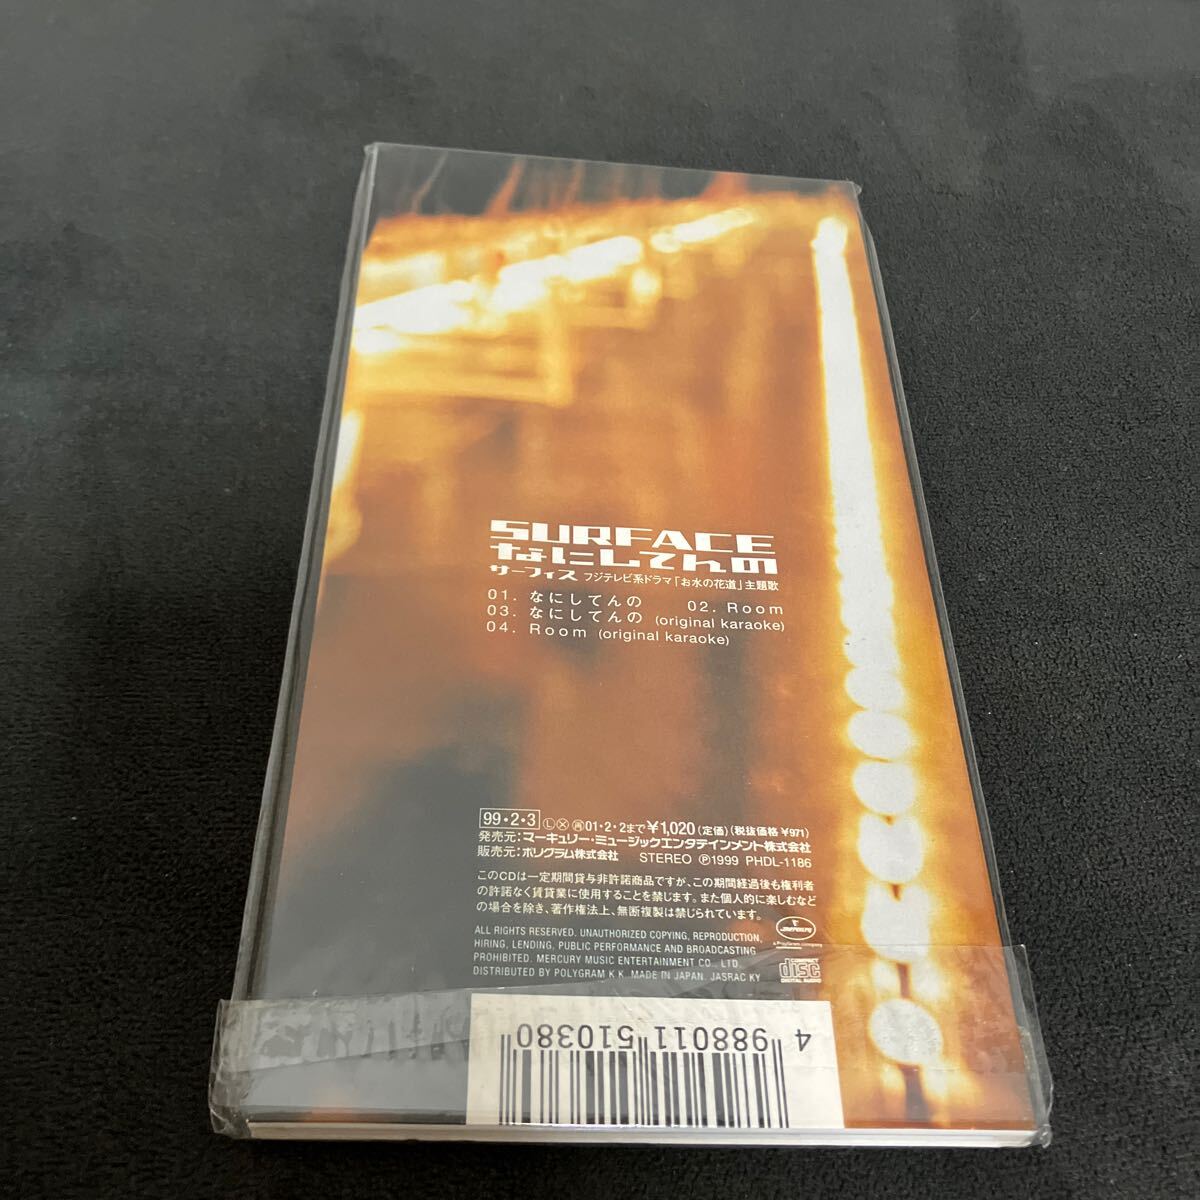 SURFACE
なにしてんの
サーフィス フジテレビ系ドラマ「お水の花道」主題歌
01. なにしてんの 02. Room
03. なにしてんの (original karaoke)
04. Room (original karaoke)
99・2・3 Ⓛ Ⓧ ㊞01・2・2まで ¥1,020 (定価) (税抜価格 ¥971)
発売元: マーキュリー・ミュージックエンタテインメント株式会社
販売元: ポリグラム株式会社 STEREO Ⓟ1999 PHDL-1186
このCDは一定期間貸与非許諾商品ですが、この期間経過後も権利者
の許諾なく賃貸業に使用することを禁じます。また個人的に楽しむなど
の場合を除き、著作権法上、無断複製は禁じられています。
mercury
a PolyGram company
ALL RIGHTS RESERVED. UNAUTHORIZED COPYING, REPRODUCTION,
HIRING, LENDING, PUBLIC PERFORMANCE AND BROADCASTING
PROHIBITED. MERCURY MUSIC ENTERTAINMENT CO. LTD.
DISTRIBUTED BY POLYGRAM K.K. MADE IN JAPAN. JASRAC KY
COMPACT
disc
DIGITAL AUDIO
4 988011 510380